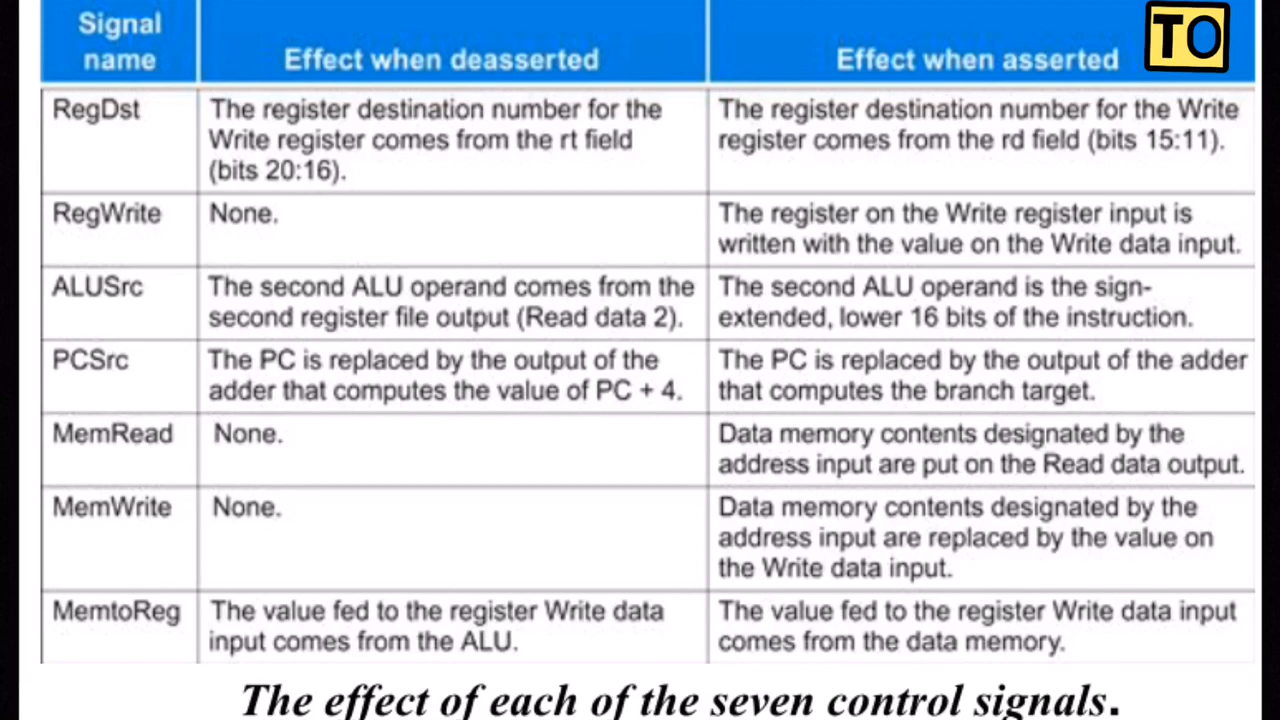 Signal name
Effect when deasserted
Effect when asserted
TO
RegDst
The register destination number for the
Write register comes from the rt field
(bits 20:16).
The register destination number for the Write
register comes from the rd field (bits 15:11).
RegWrite
None.
The register on the Write register input is
written with the value on the Write data input.
ALUSrc
The second ALU operand comes from the
second register file output (Read data 2).
The second ALU operand is the sign-
extended, lower 16 bits of the instruction.
PCSrc
The PC is replaced by the output of the
adder that computes the value of PC + 4.
The PC is replaced by the output of the adder
that computes the branch target.
MemRead
None.
Data memory contents designated by the
address input are put on the Read data output.
MemWrite
None.
Data memory contents designated by the
address input are replaced by the value on
the Write data input.
MemtoReg
The value fed to the register Write data
input comes from the ALU.
The value fed to the register Write data input
comes from the data memory.
The effect of each of the seven control signals.